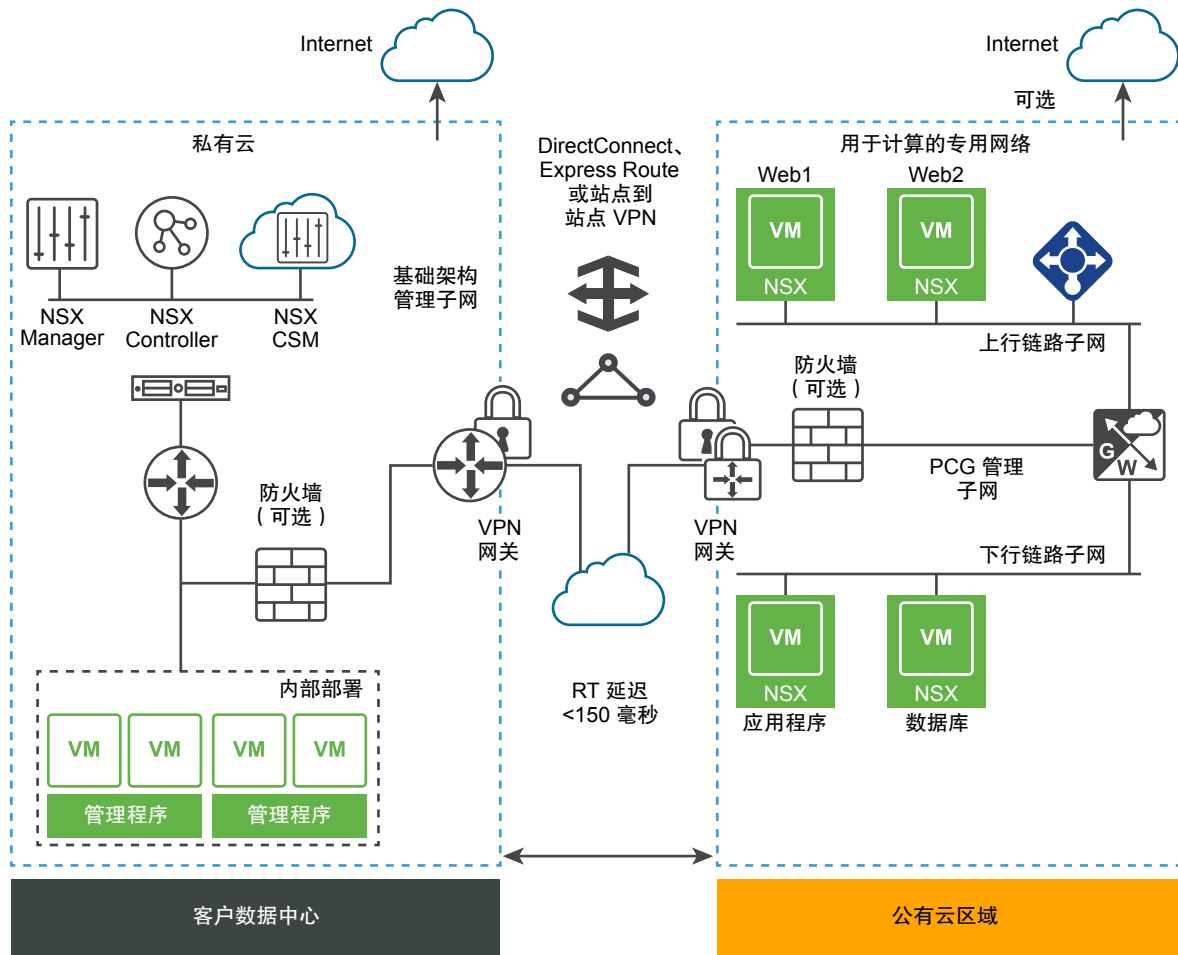 Internet
私有云
NSX
Manager
NSX
Controller
NSX
CSM
基础架构
管理子网
防火墙
（可选）
VPN
网关
内部部署
VM
VM
VM
VM
管理程序
管理程序
客户数据中心
DirectConnect、
Express Route
或站点到
站点 VPN
RT 延迟
<150 毫秒
Internet
可选
用于计算的专用网络
Web1
Web2
VM
NSX
VM
NSX
上行链路子网
防火墙
（可选）
G
W
PCG 管理
子网
VPN
网关
下行链路子网
VM
NSX
VM
NSX
应用程序
数据库
公有云区域